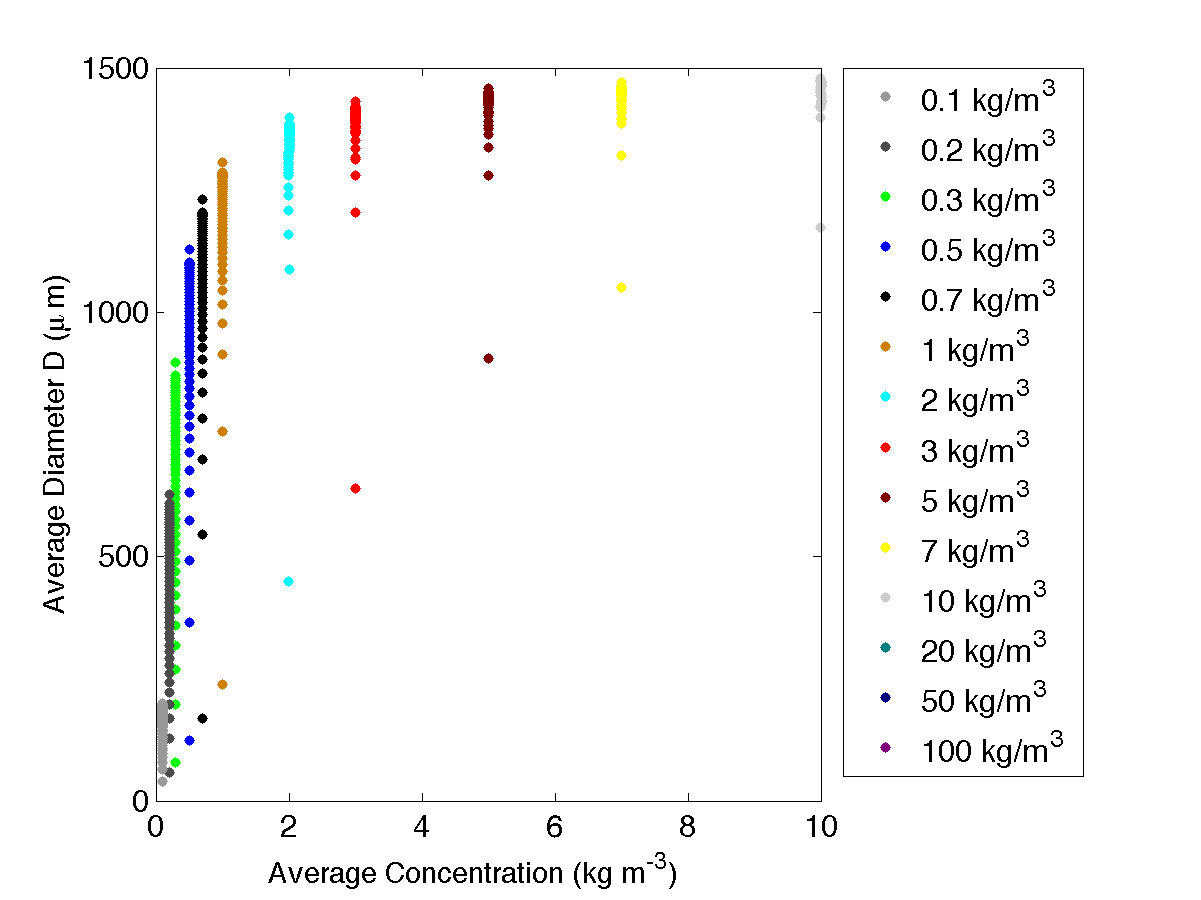 1500
1000
500
0
0 2 4 6 8 10
Average Diameter D (μ m)
Average Concentration (kg m⁻³)
0.1 kg/m³
0.2 kg/m³
0.3 kg/m³
0.5 kg/m³
0.7 kg/m³
1 kg/m³
2 kg/m³
3 kg/m³
5 kg/m³
7 kg/m³
10 kg/m³
20 kg/m³
50 kg/m³
100 kg/m³